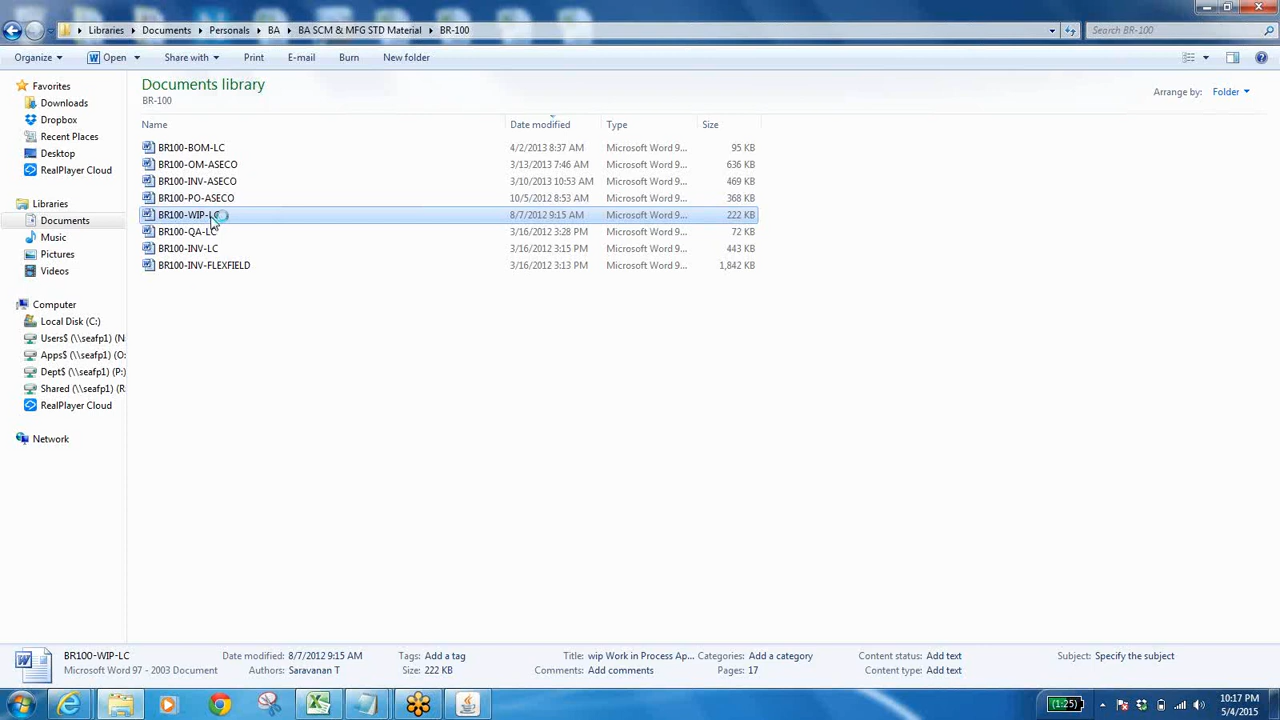 Libraries ▸ Documents ▸ Personals ▸ BA ▸ BA SCM & MFG STD Material ▸ BR-100
Search BR-100
Organize Open Share with Print E-mail Burn New folder
Favorites
Downloads
Dropbox
Recent Places
Desktop
RealPlayer Cloud
Libraries
Documents
Music
Pictures
Videos
Computer
Local Disk (C:)
Users$ (\\seafp1) (N
Apps$ (\\seafp1) (O:
Dept$ (\\seafp1) (P:)
Shared (\\seafp1) (R
RealPlayer Cloud
Network
Documents library
BR-100
Arrange by: Folder
Name Date modified Type Size
BR100-BOM-LC 4/2/2013 8:37 AM Microsoft Word 9... 95 KB
BR100-OM-ASECO 3/13/2013 7:46 AM Microsoft Word 9... 636 KB
BR100-INV-ASECO 3/10/2013 10:53 AM Microsoft Word 9... 469 KB
BR100-PO-ASECO 10/5/2012 8:53 AM Microsoft Word 9... 368 KB
BR100-WIP-LC 8/7/2012 9:15 AM Microsoft Word 9... 222 KB
BR100-QA-LC 3/16/2012 3:28 PM Microsoft Word 9... 72 KB
BR100-INV-LC 3/16/2012 3:15 PM Microsoft Word 9... 443 KB
BR100-INV-FLEXFIELD 3/16/2012 3:13 PM Microsoft Word 9... 1,842 KB
BR100-WIP-LC Date modified: 8/7/2012 9:15 AM Tags: Add a tag Title: wip Work in Process Ap... Categories: Add a category Content status: Add text Subject: Specify the subject
Microsoft Word 97 - 2003 Document Authors: Saravanan T Size: 222 KB Comments: Add comments Pages: 17 Content type: Add text
(1:25) 10:17 PM
5/4/2015